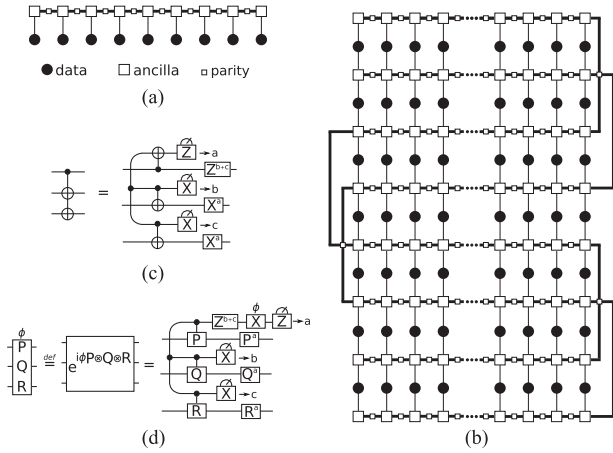 data ancilla parity
(a)
Z a
Z^{b+c}
=
X b
X^a
X c
X^a
(c)
ϕ
P
Q
R
def
=
e^{iϕP⊗Q⊗R}
=
Z^{b+c} ϕ X Z a
P P^a
X b
Q Q^a
X c
R R^a
(d)
(b)